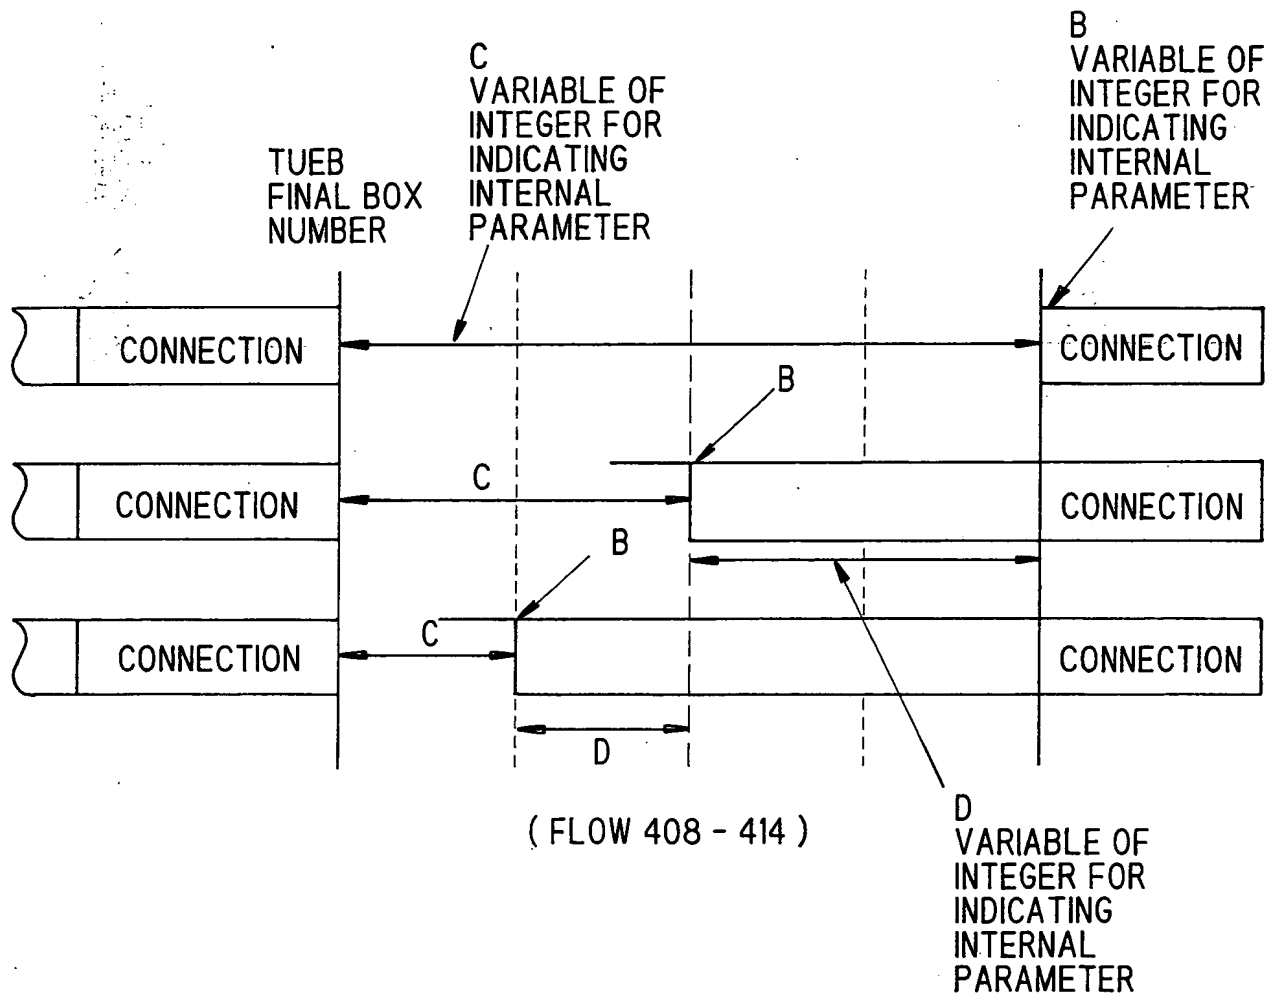 C
VARIABLE OF
INTEGER FOR
INDICATING
INTERNAL
PARAMETER
B
VARIABLE OF
INTEGER FOR
INDICATING
INTERNAL
PARAMETER
TUEB
FINAL BOX
NUMBER
CONNECTION
CONNECTION
B
CONNECTION
C
CONNECTION
B
CONNECTION
C
CONNECTION
D
( FLOW 408 - 414 )
D
VARIABLE OF
INTEGER FOR
INDICATING
INTERNAL
PARAMETER